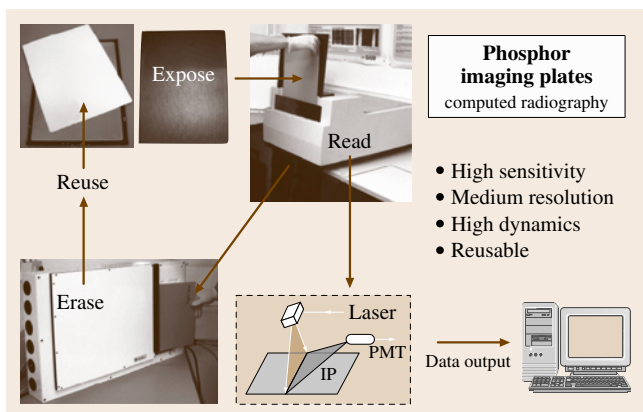 Expose
Phosphor
imaging plates
computed radiography
Read
Reuse
• High sensitivity
• Medium resolution
• High dynamics
• Reusable
Erase
Laser
PMT
IP
Data output